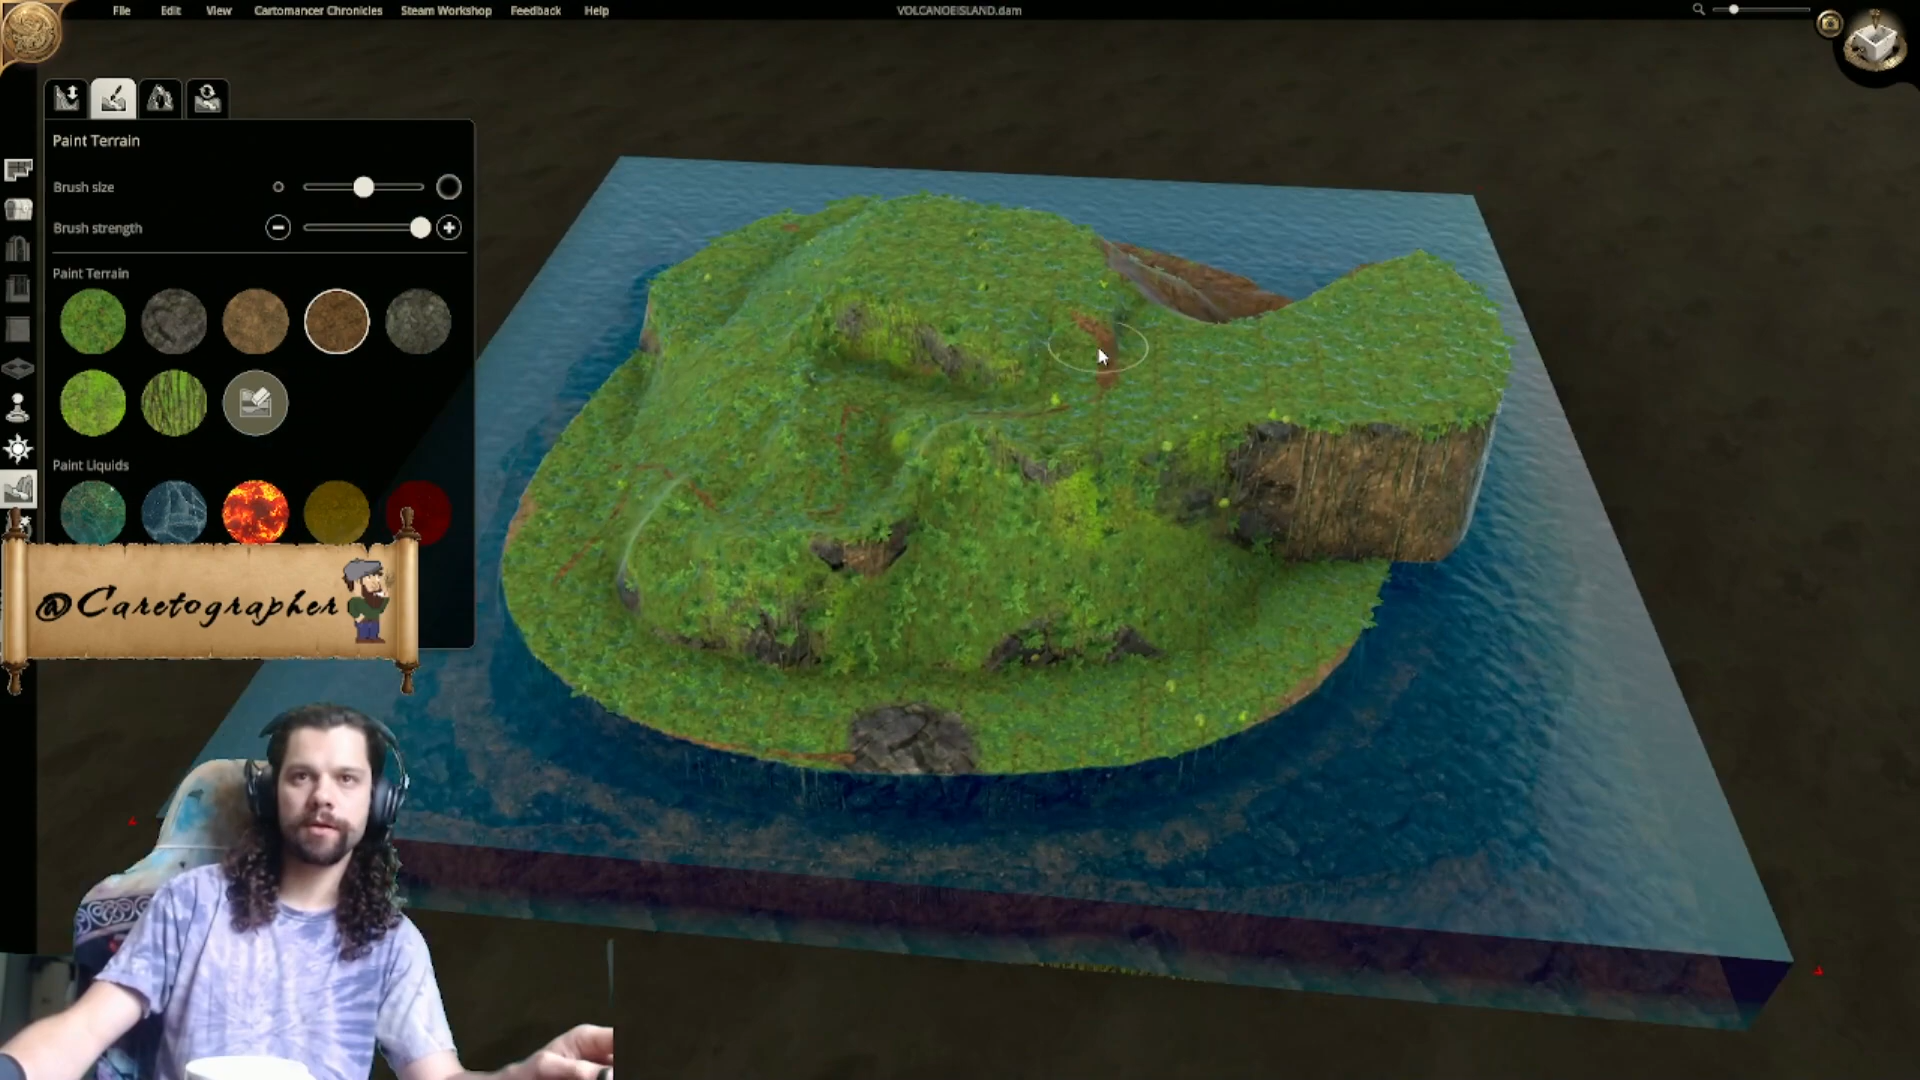 File Edit View Cartomancer Chronicles Steam Workshop Feedback Help VOLCANOEISLAND.dam
Paint Terrain
Brush size
Brush strength
Paint Terrain
Paint Liquids
@Caretographer